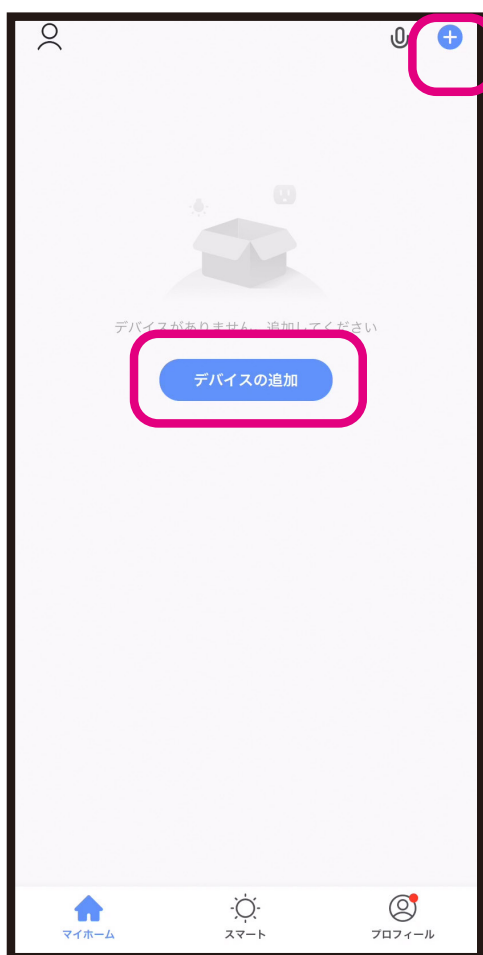 デバイスがありません、追加してください
デバイスの追加
マイホーム
スマート
プロフィール